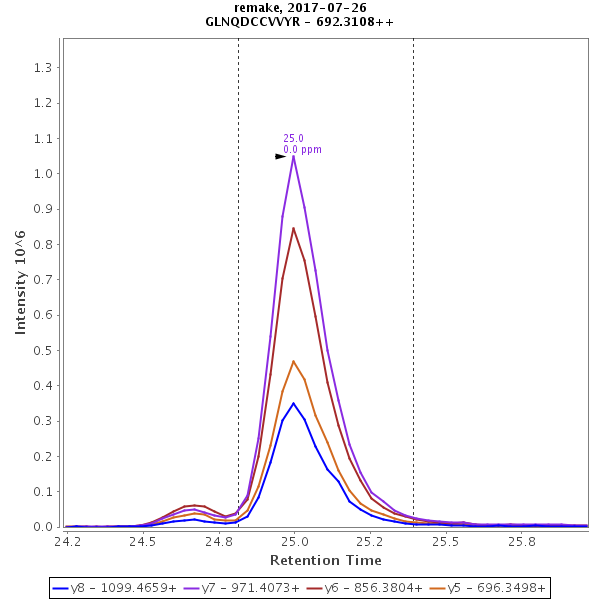 remake, 2017-07-26
GLNQDCCVVYR - 692.3108++
25.0
0.0 ppm
1.3
1.2
1.1
1.0
0.9
0.8
0.7
0.6
0.5
0.4
0.3
0.2
0.1
0.0
Intensity 10^6
24.2 24.5 24.8 25.0 25.2 25.5 25.8
Retention Time
y8 - 1099.4659+ y7 - 971.4073+ y6 - 856.3804+ y5 - 696.3498+